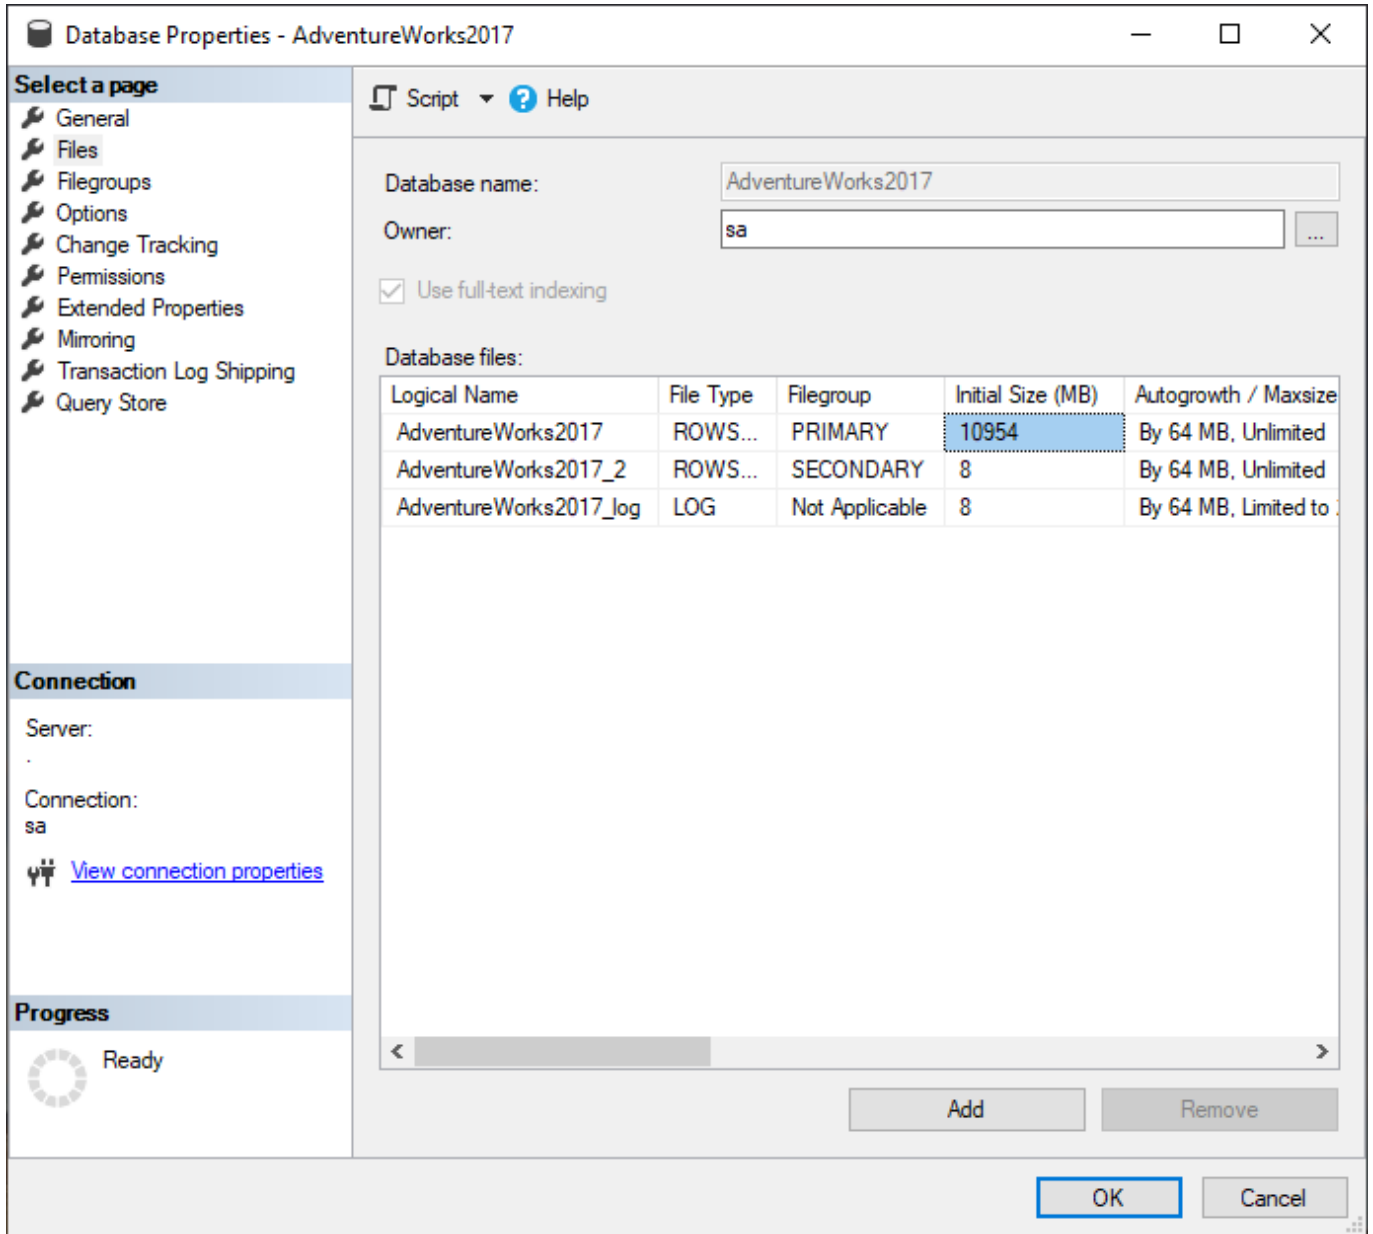 Database Properties - AdventureWorks2017
Select a page
General
Files
Filegroups
Options
Change Tracking
Permissions
Extended Properties
Mirroring
Transaction Log Shipping
Query Store
Connection
Server:
.
Connection:
sa
View connection properties
Progress
Ready
Script Help
Database name: AdventureWorks2017
Owner: sa ...
Use full-text indexing
Database files:
Logical Name File Type Filegroup Initial Size (MB) Autogrowth / Maxsize
AdventureWorks2017 ROWS... PRIMARY 10954 By 64 MB, Unlimited
AdventureWorks2017_2 ROWS... SECONDARY 8 By 64 MB, Unlimited
AdventureWorks2017_log LOG Not Applicable 8 By 64 MB, Limited to
Add Remove
OK Cancel